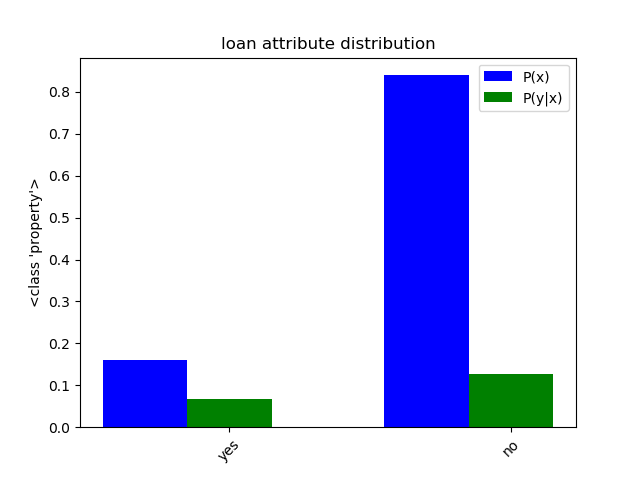 loan attribute distribution
P(x)
P(y|x)
<class 'property'>
0.8
0.7
0.6
0.5
0.4
0.3
0.2
0.1
0.0
yes
no